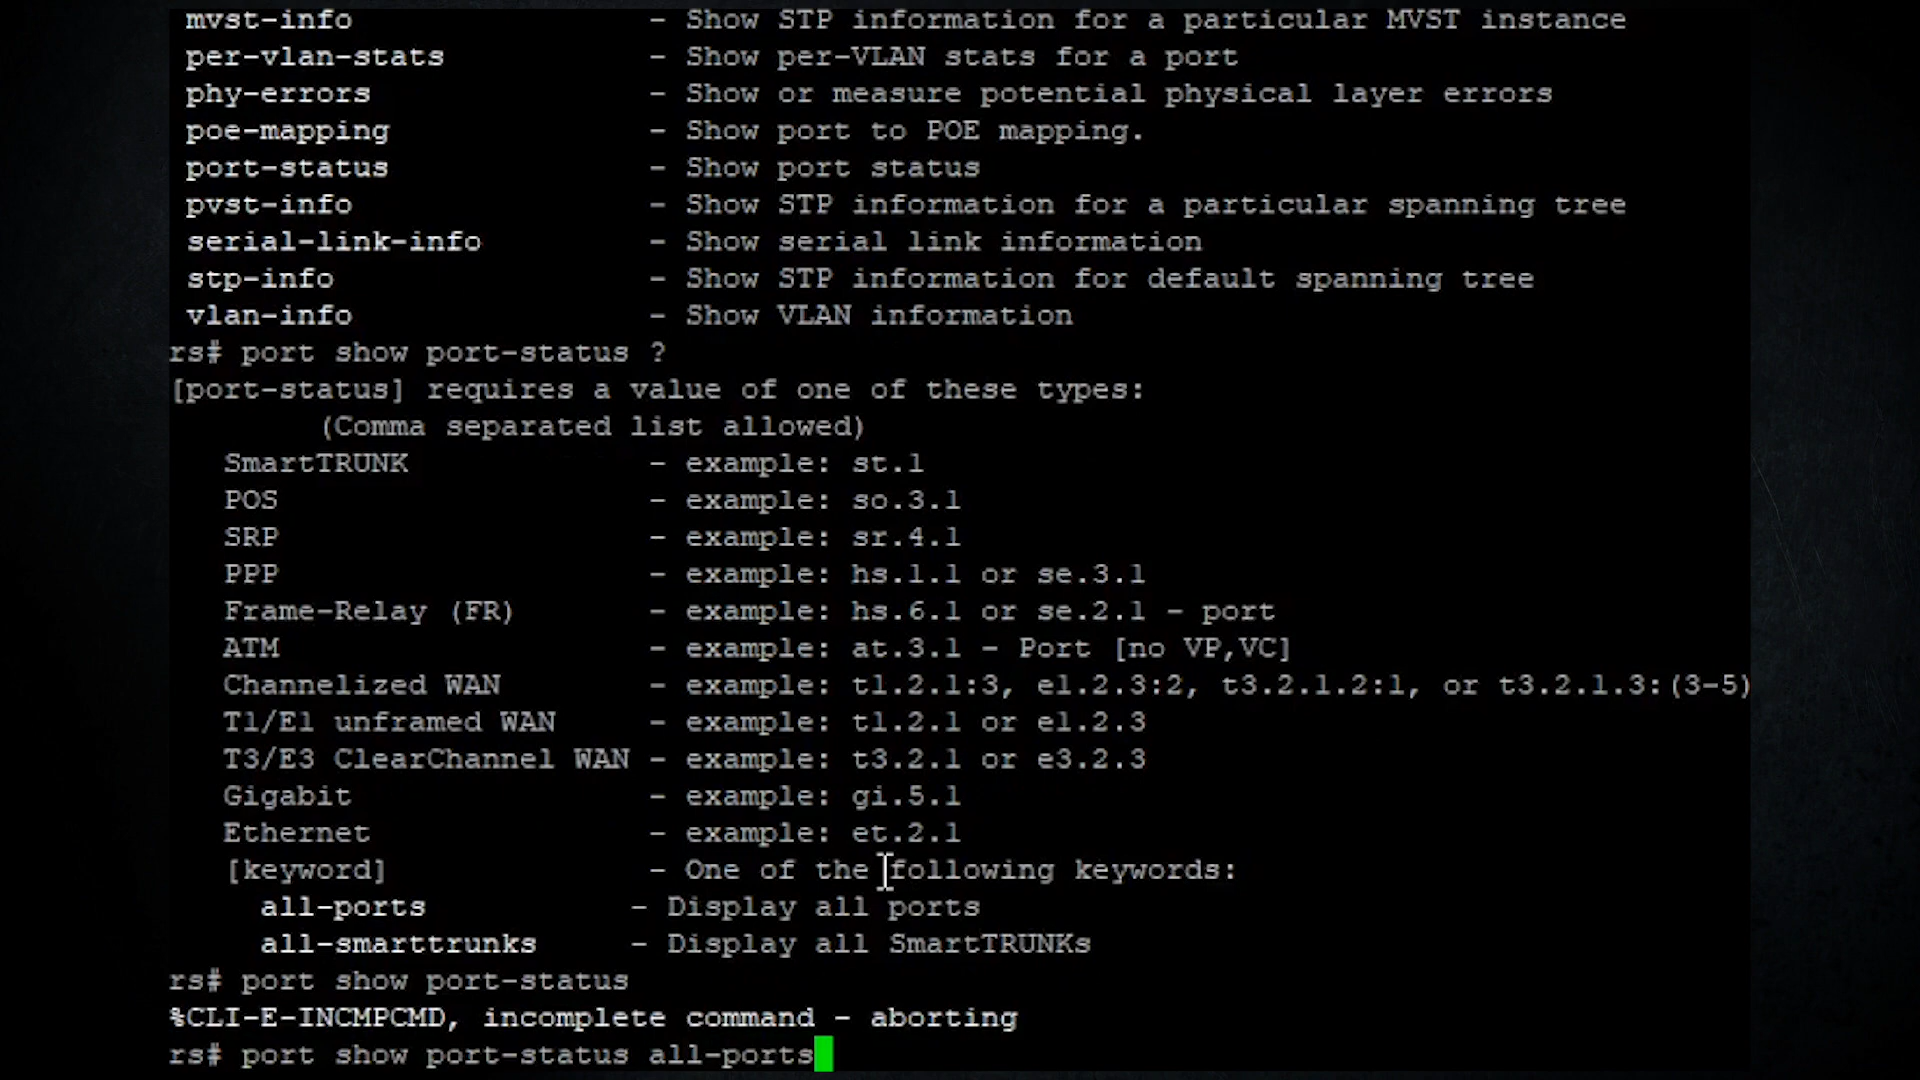 mvst-info - Show STP information for a particular MVST instance
per-vlan-stats - Show per-VLAN stats for a port
phy-errors - Show or measure potential physical layer errors
poe-mapping - Show port to POE mapping.
port-status - Show port status
pvst-info - Show STP information for a particular spanning tree
serial-link-info - Show serial link information
stp-info - Show STP information for default spanning tree
vlan-info - Show VLAN information
rs# port show port-status ?
[port-status] requires a value of one of these types:
(Comma separated list allowed)
SmartTRUNK - example: st.1
POS - example: so.3.1
SRP - example: sr.4.1
PPP - example: hs.1.1 or se.3.1
Frame-Relay (FR) - example: hs.6.1 or se.2.1 - port
ATM - example: at.3.1 - Port [no VP,VC]
Channelized WAN - example: t1.2.1:3, e1.2.3:2, t3.2.1.2:1, or t3.2.1.3:(3-5)
T1/E1 unframed WAN - example: t1.2.1 or e1.2.3
T3/E3 ClearChannel WAN - example: t3.2.1 or e3.2.3
Gigabit - example: gi.5.1
Ethernet - example: et.2.1
[keyword] - One of the following keywords:
all-ports - Display all ports
all-smarttrunks - Display all SmartTRUNKs
rs# port show port-status
%CLI-E-INCMPCMD, incomplete command - aborting
rs# port show port-status all-ports